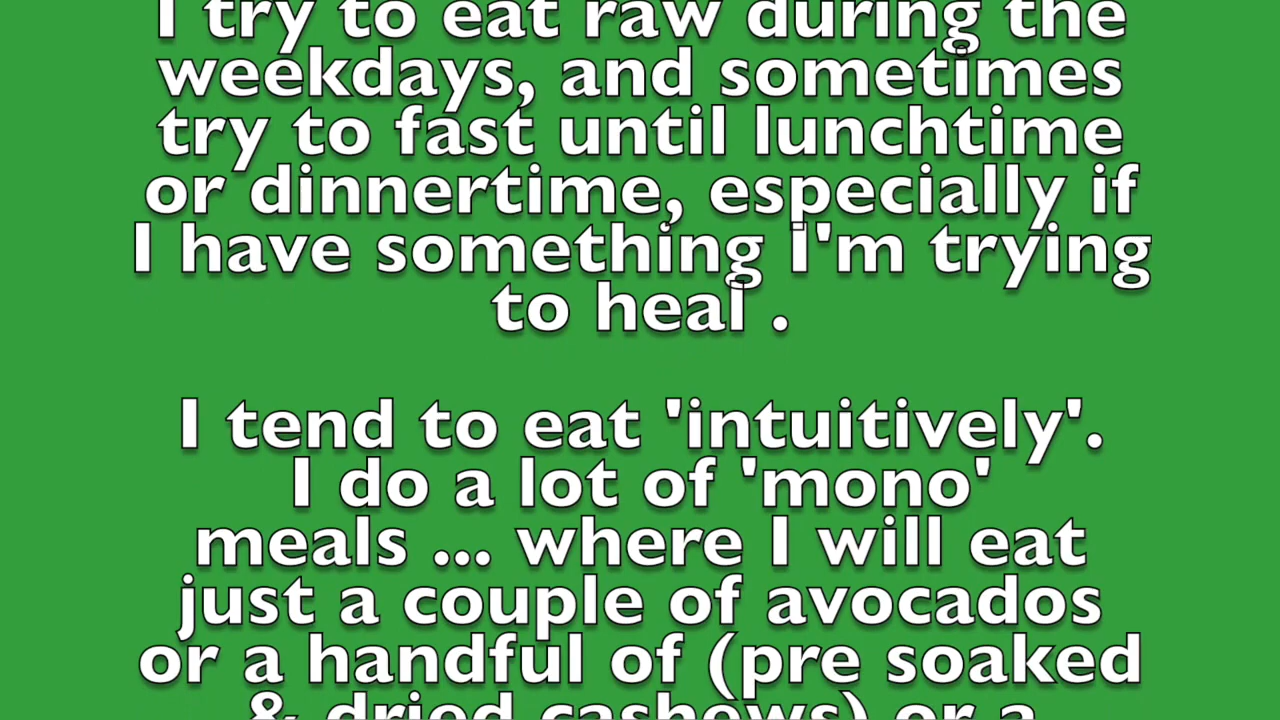 I try to eat raw during the
weekdays, and sometimes
try to fast until lunchtime
or dinnertime, especially if
I have something I'm trying
to heal .
I tend to eat 'intuitively'.
I do a lot of 'mono'
meals ... where I will eat
just a couple of avocados
or a handful of (pre soaked
& dried cashews) or a